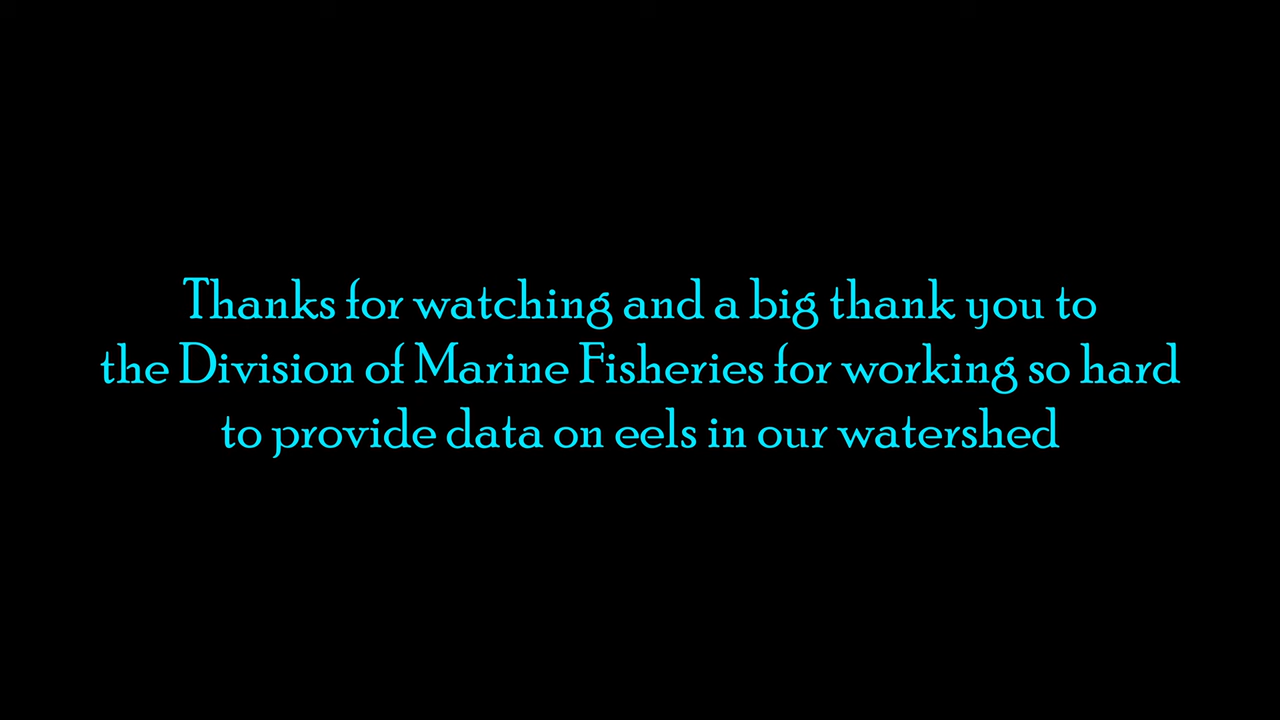 Thanks for watching and a big thank you to
the Division of Marine Fisheries for working so hard
to provide data on eels in our watershed